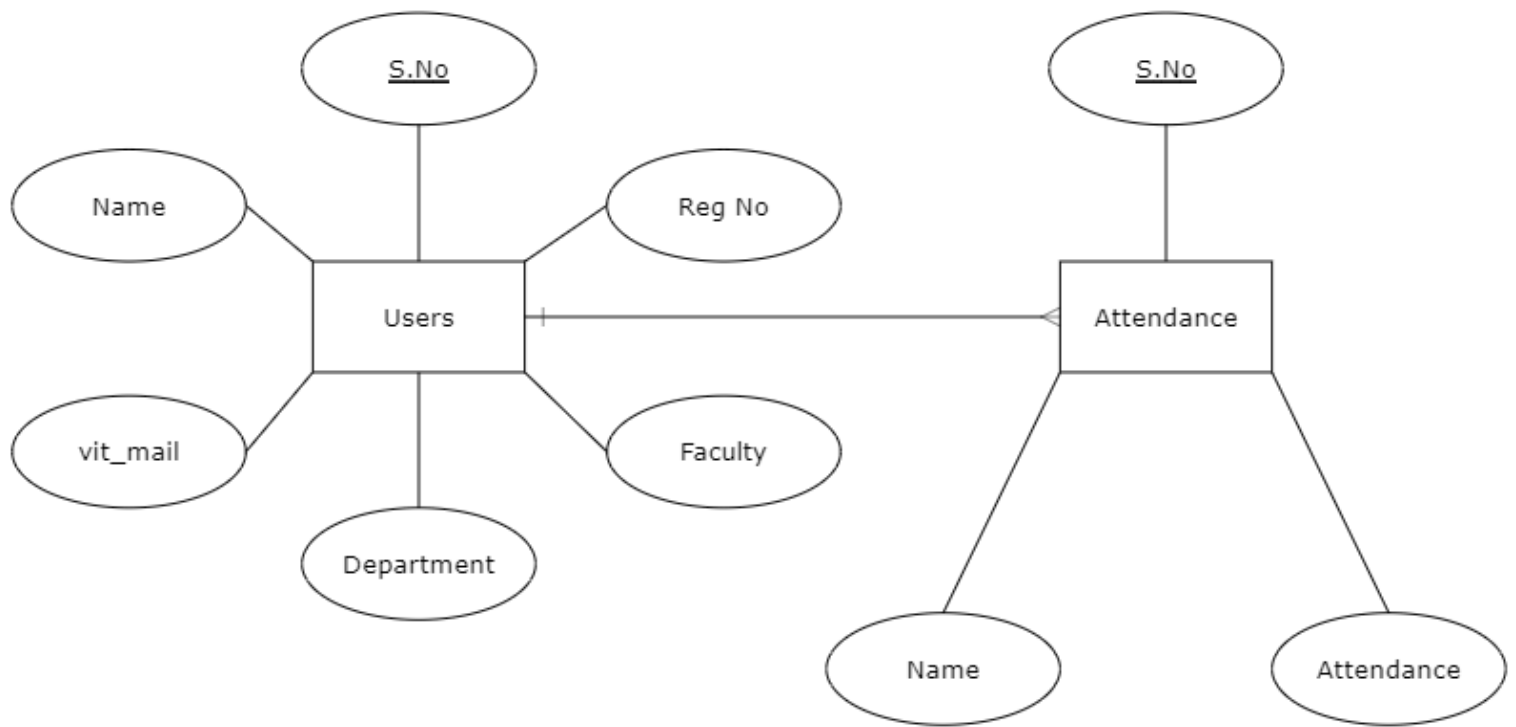 S.No
S.No
Name
Reg No
Users
Attendance
vit_mail
Faculty
Department
Name
Attendance